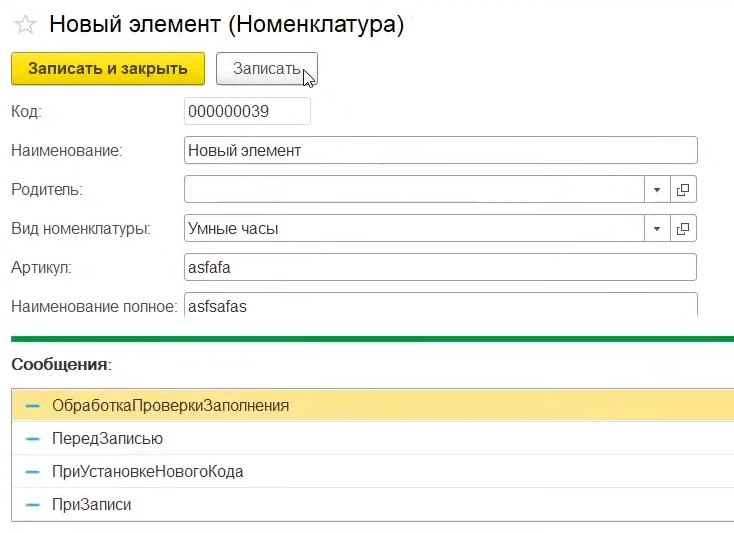 Новый элемент (Номенклатура)
Записать и закрыть Записать
Код: 000000039
Наименование: Новый элемент
Родитель:
Вид номенклатуры: Умные часы
Артикул: asfafa
Наименование полное: asfsafas
Сообщения:
ОбработкаПроверкиЗаполнения
ПередЗаписью
ПриУстановкеНовогоКода
ПриЗаписи